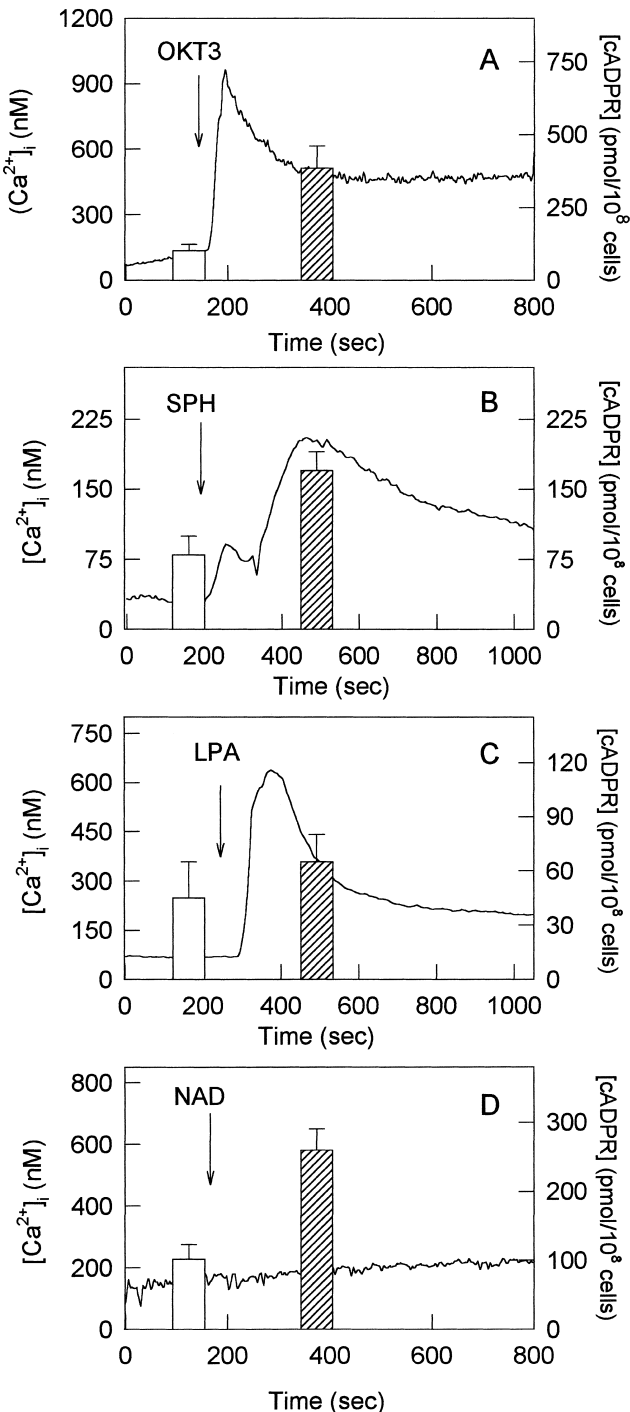 1200
900
600
300
0
(Ca2+]i (nM)
OKT3
A
750
500
250
0
[cADPR] (pmol/10^8 cells)
0 200 400 600 800
Time (sec)
225
150
75
0
[Ca2+]i (nM)
SPH
B
225
150
75
0
[cADPR] (pmol/10^8 cells)
0 200 400 600 800 1000
Time (sec)
750
600
450
300
150
0
[Ca2+]i (nM)
LPA
C
120
90
60
30
0
[cADPR] (pmol/10^8 cells)
0 200 400 600 800 1000
Time (sec)
800
600
400
200
0
[Ca2+]i (nM)
NAD
D
300
200
100
0
[cADPR] (pmol/10^8 cells)
0 200 400 600 800
Time (sec)